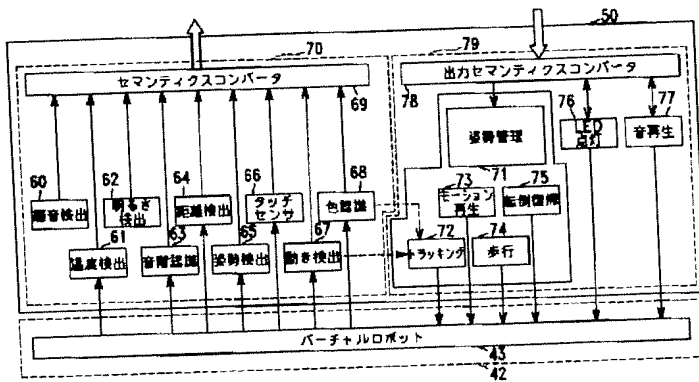 50
70
79
セマンティクスコンバータ
69
出力セマンティクスコンバータ
78
76
77
LED
点灯
音再生
姿勢管理
71
60
62
64
66
68
騒音検出
明るさ
検出
距離検出
タッチ
センサ
色認識
73
75
モーション
再生
転倒復帰
61
63
65
67
72
74
温度検出
音階認識
姿勢検出
動き検出
トラッキング
歩行
バーチャルロボット
43
42